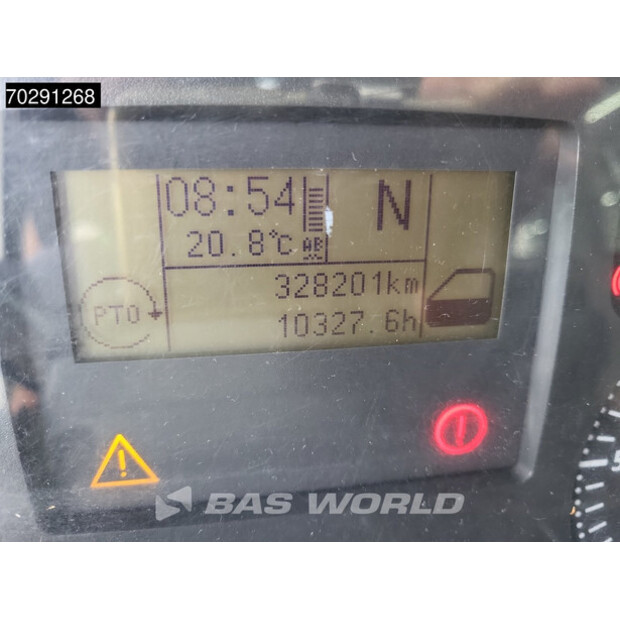 70291268
08:54
N
20.8°C
AB
328201km
PTO
10327.6h
BAS WORLD